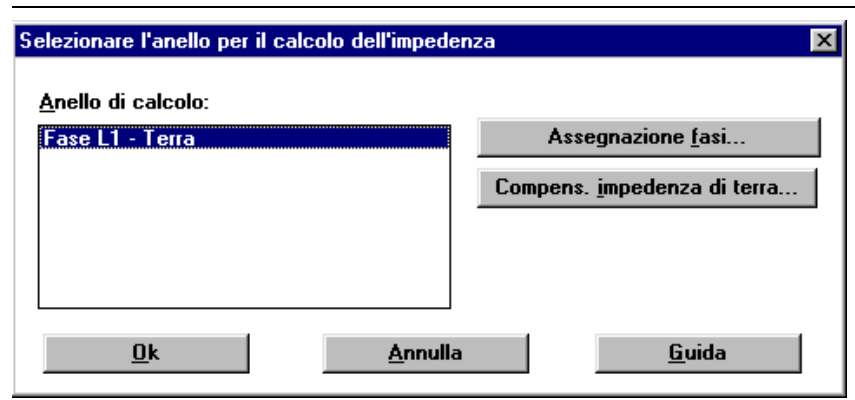 Selezionare l'anello per il calcolo dell'impedenza
Anello di calcolo:
Fase L1 - Terra
Assegnazione fasi...
Compens. impedenza di terra...
Ok
Annulla
Guida